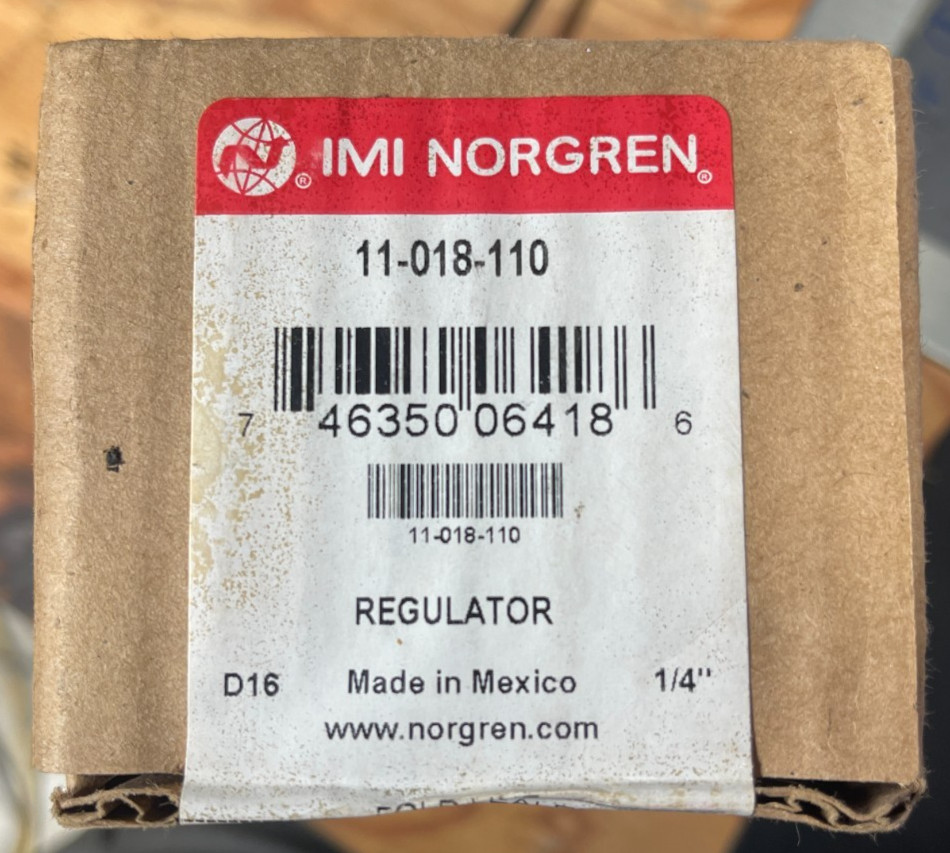 ® IMI NORGREN®
11-018-110
7 46350 06418 6
11-018-110
REGULATOR
D16 Made in Mexico 1/4"
www.norgren.com